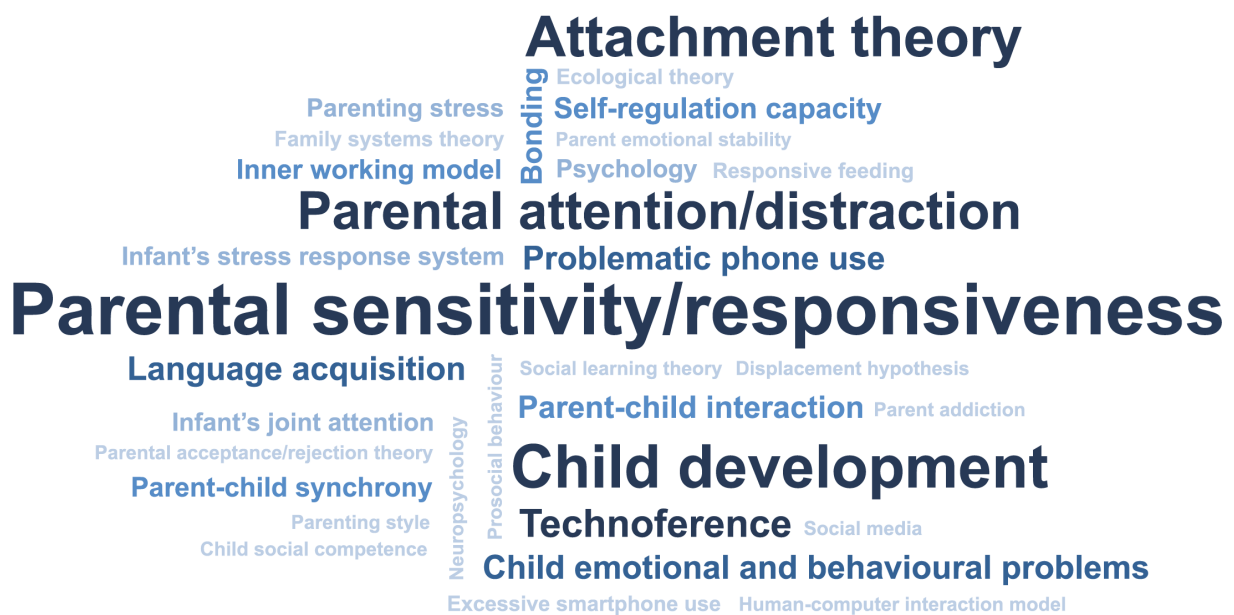 Attachment theory
Bonding
Ecological theory
Parenting stress
Self-regulation capacity
Family systems theory
Parent emotional stability
Inner working model
Psychology
Responsive feeding
Parental attention/distraction
Infant’s stress response system
Problematic phone use
Parental sensitivity/responsiveness
Language acquisition
Prosocial behaviour
Social learning theory
Displacement hypothesis
Parent-child interaction
Parent addiction
Infant’s joint attention
Neuropsychology
Parental acceptance/rejection theory
Child development
Parent-child synchrony
Parenting style
Technoference
Social media
Child social competence
Child emotional and behavioural problems
Excessive smartphone use
Human-computer interaction model